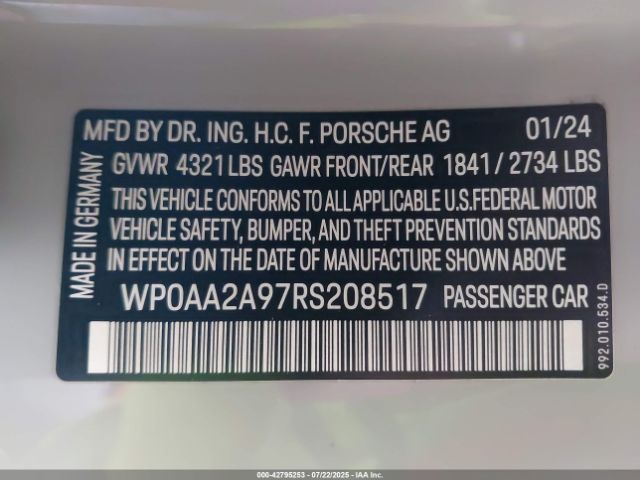 MFD BY DR. ING. H.C. F. PORSCHE AG 01/24
GVWR 4321 LBS GAWR FRONT/REAR 1841 / 2734 LBS
THIS VEHICLE CONFORMS TO ALL APPLICABLE U.S.FEDERAL MOTOR
VEHICLE SAFETY, BUMPER, AND THEFT PREVENTION STANDARDS
IN EFFECT ON THE DATE OF MANUFACTURE SHOWN ABOVE
WP0AA2A97RS208517 PASSENGER CAR
MADE IN GERMANY
992.010.534.D
000-42795253 - 07/22/2025 - IAA Inc.